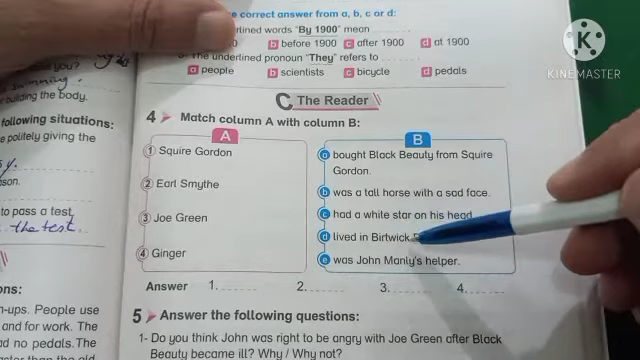 e correct answer from a, b, c or d:
rlined words "By 1900" mean
b before 1900 c after 1900 d at 1900
The underlined pronoun "They" refers to
a people b scientists c bicycle d pedals
C The Reader
4 Match column A with column B:
A
1 Squire Gordon
2 Earl Smythe
3 Joe Green
4 Ginger
B
a bought Black Beauty from Squire
Gordon.
b was a tall horse with a sad face.
c had a white star on his head
d lived in Birtwick
e was John Manly's helper.
Answer 1. 2. 3. 4.
5 Answer the following questions:
1- Do you think John was right to be angry with Joe Green after Black
Beauty became ill? Why / Why not?
you?
building the body.
following situations:
e politely giving the
son.
to pass a test
the test.
ons:
n-ups. People use
and for work. The
ad no pedals. The
K
KINEMASTER